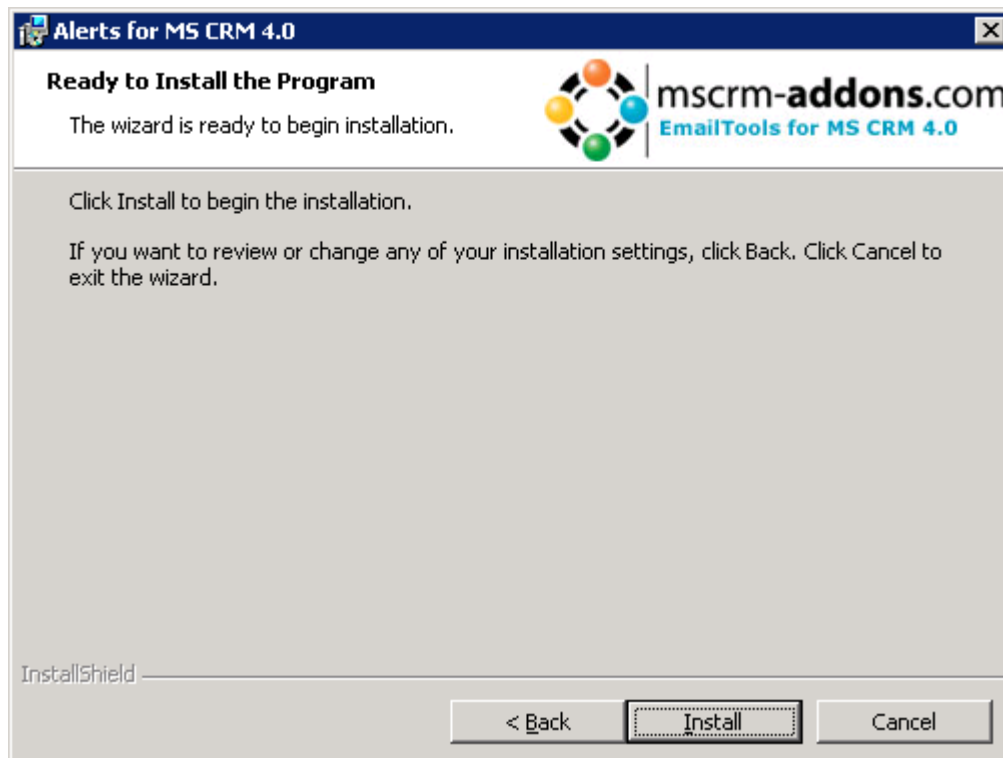 Alerts for MS CRM 4.0
Ready to Install the Program
The wizard is ready to begin installation.
mscrm-addons.com
EmailTools for MS CRM 4.0
Click Install to begin the installation.
If you want to review or change any of your installation settings, click Back. Click Cancel to
exit the wizard.
InstallShield
< Back Install Cancel